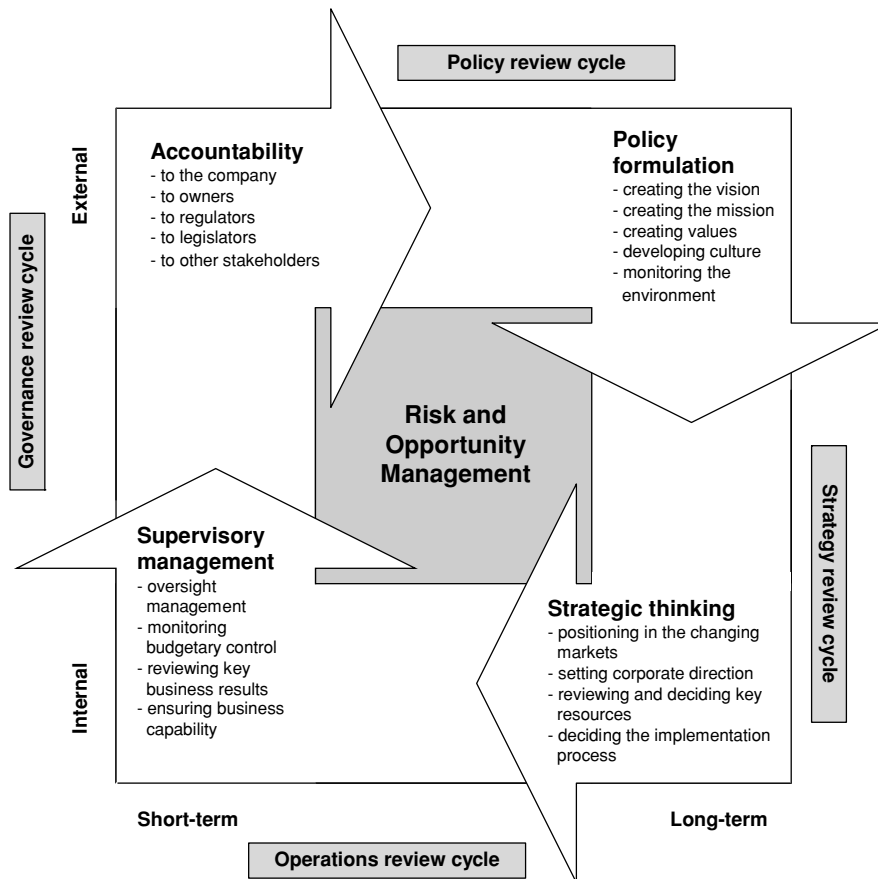 Policy review cycle
External
Accountability
- to the company
- to owners
- to regulators
- to legislators
- to other stakeholders
Policy
formulation
- creating the vision
- creating the mission
- creating values
- developing culture
- monitoring the
environment
Governance review cycle
Risk and
Opportunity
Management
Supervisory
management
- oversight
management
- monitoring
budgetary control
- reviewing key
business results
- ensuring business
capability
Strategic thinking
- positioning in the changing
markets
- setting corporate direction
- reviewing and deciding key
resources
- deciding the implementation
process
Strategy review cycle
Internal
Short-term
Long-term
Operations review cycle